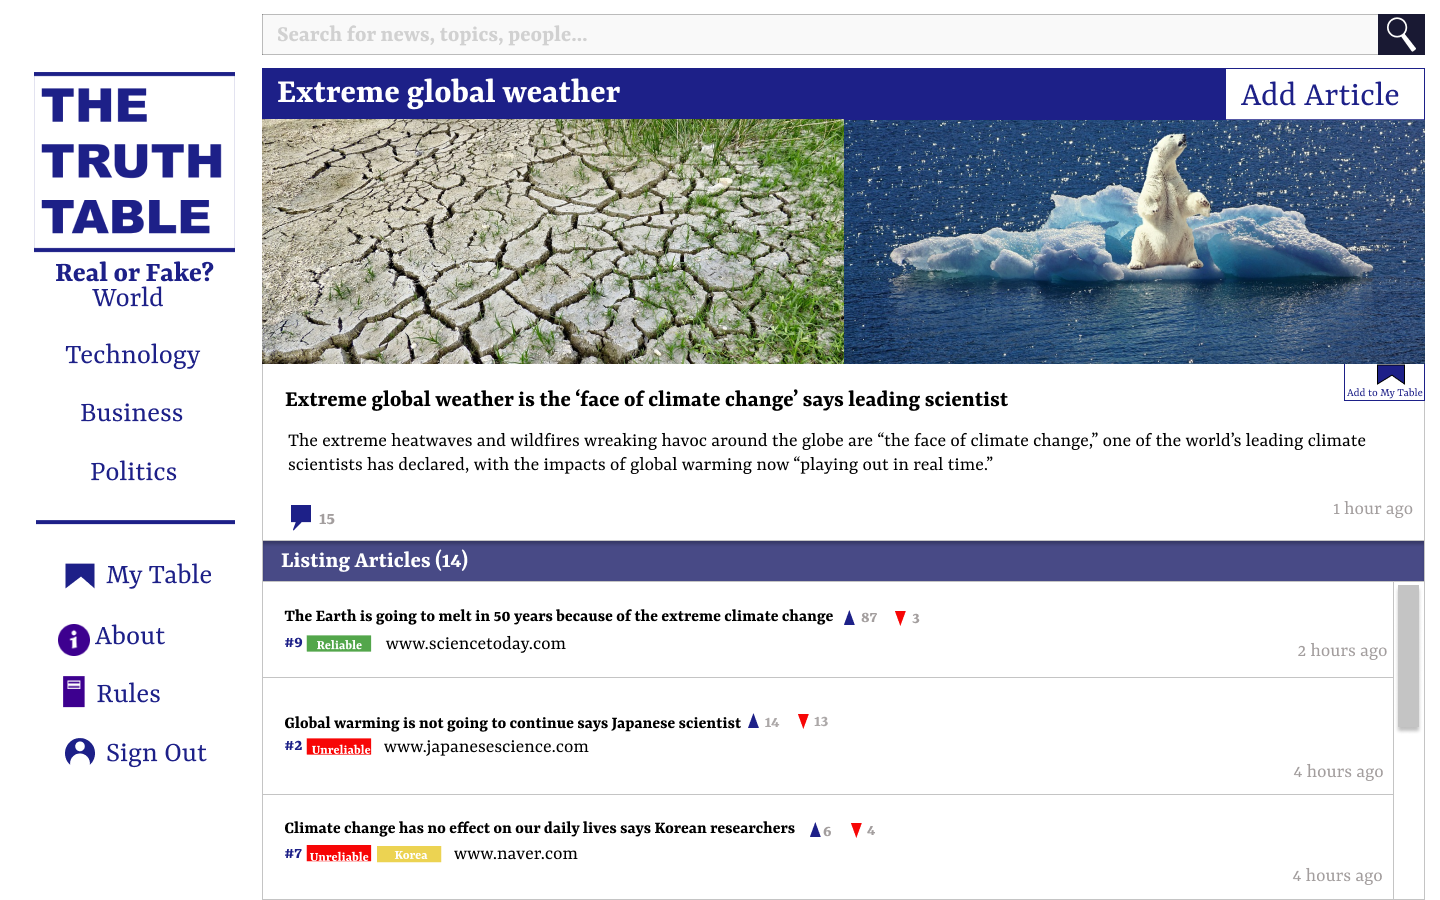 Search for news, topics, people...
THE
TRUTH
TABLE
Real or Fake?
World
Technology
Business
Politics
My Table
About
Rules
Sign Out
Extreme global weather
Add Article
Add to My Table
Extreme global weather is the ‘face of climate change’ says leading scientist
The extreme heatwaves and wildfires wreaking havoc around the globe are “the face of climate change,” one of the world’s leading climate
scientists has declared, with the impacts of global warming now “playing out in real time.”
15
1 hour ago
Listing Articles (14)
The Earth is going to melt in 50 years because of the extreme climate change 87 3
#9 Reliable www.sciencetoday.com
2 hours ago
Global warming is not going to continue says Japanese scientist 14 13
#2 Unreliable www.japanesescience.com
4 hours ago
Climate change has no effect on our daily lives says Korean researchers 6 4
#7 Unreliable Korea www.naver.com
4 hours ago